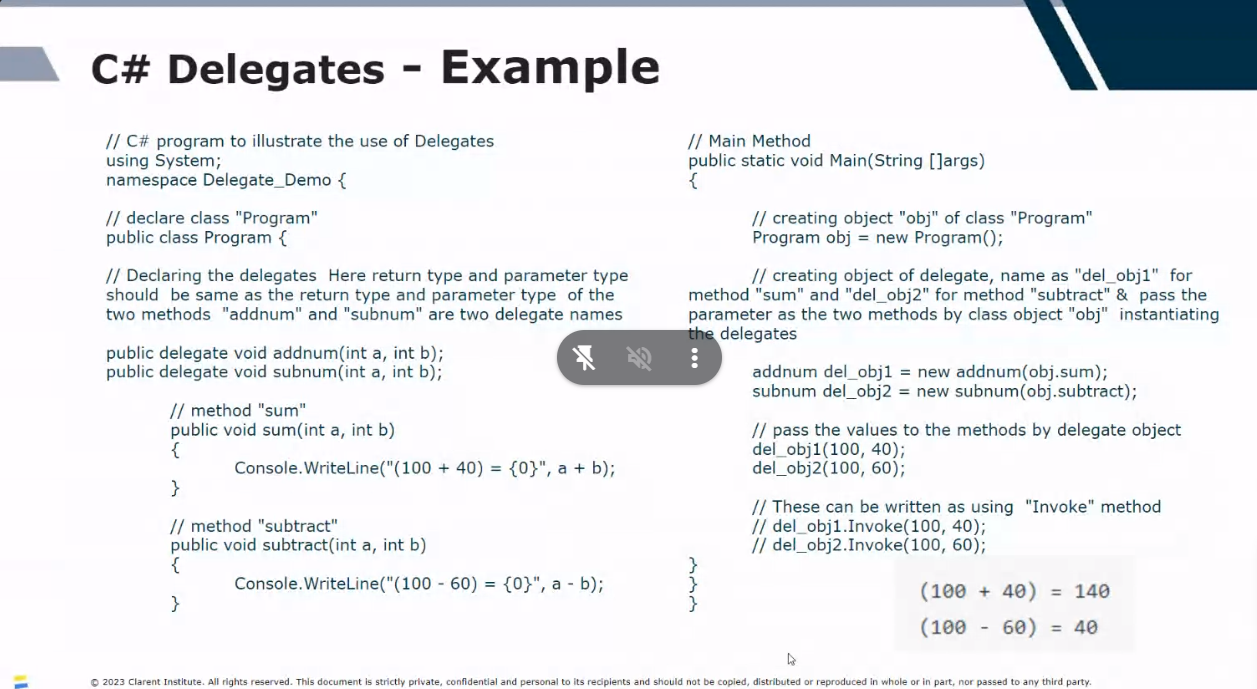 C# Delegates - Example
// C# program to illustrate the use of Delegates
using System;
namespace Delegate_Demo {
// declare class "Program"
public class Program {
// Declaring the delegates Here return type and parameter type
should be same as the return type and parameter type of the
two methods "addnum" and "subnum" are two delegate names
public delegate void addnum(int a, int b);
public delegate void subnum(int a, int b);
// method "sum"
public void sum(int a, int b)
{
Console.WriteLine("(100 + 40) = {0}", a + b);
}
// method "subtract"
public void subtract(int a, int b)
{
Console.WriteLine("(100 - 60) = {0}", a - b);
}
// Main Method
public static void Main(String []args)
{
// creating object "obj" of class "Program"
Program obj = new Program();
// creating object of delegate, name as "del_obj1" for
method "sum" and "del_obj2" for method "subtract" & pass the
parameter as the two methods by class object "obj" instantiating
the delegates
addnum del_obj1 = new addnum(obj.sum);
subnum del_obj2 = new subnum(obj.subtract);
// pass the values to the methods by delegate object
del_obj1(100, 40);
del_obj2(100, 60);
// These can be written as using "Invoke" method
// del_obj1.Invoke(100, 40);
// del_obj2.Invoke(100, 60);
}
}
}
(100 + 40) = 140
(100 - 60) = 40
© 2023 Clarent Institute. All rights reserved. This document is strictly private, confidential and personal to its recipients and should not be copied, distributed or reproduced in whole or in part, nor passed to any third party.